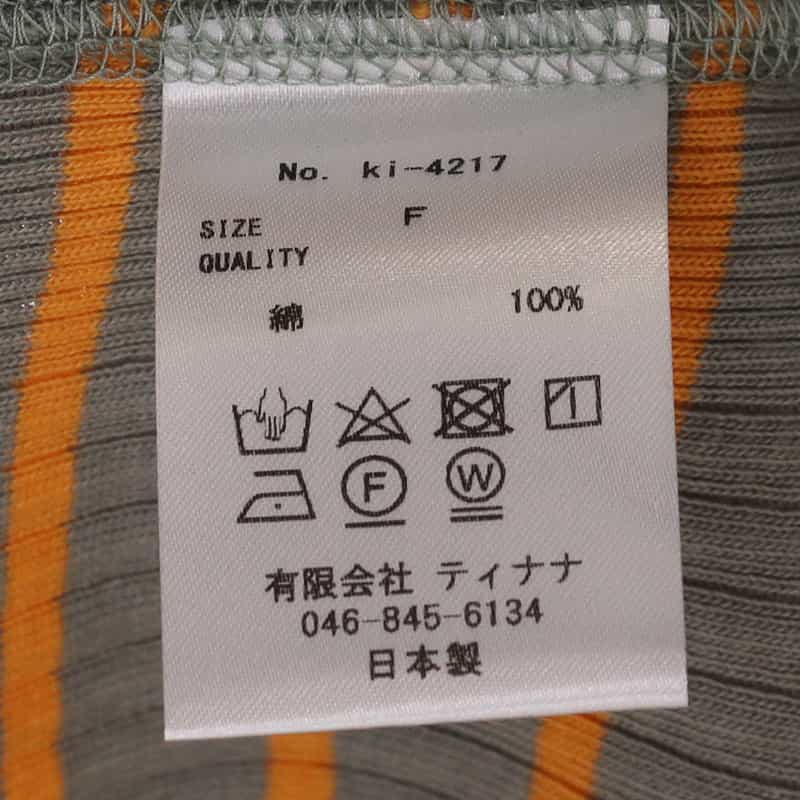 No. ki-4217
SIZE F
QUALITY
綿 100%
F W
有限会社 ティナナ
046-845-6134
日本製